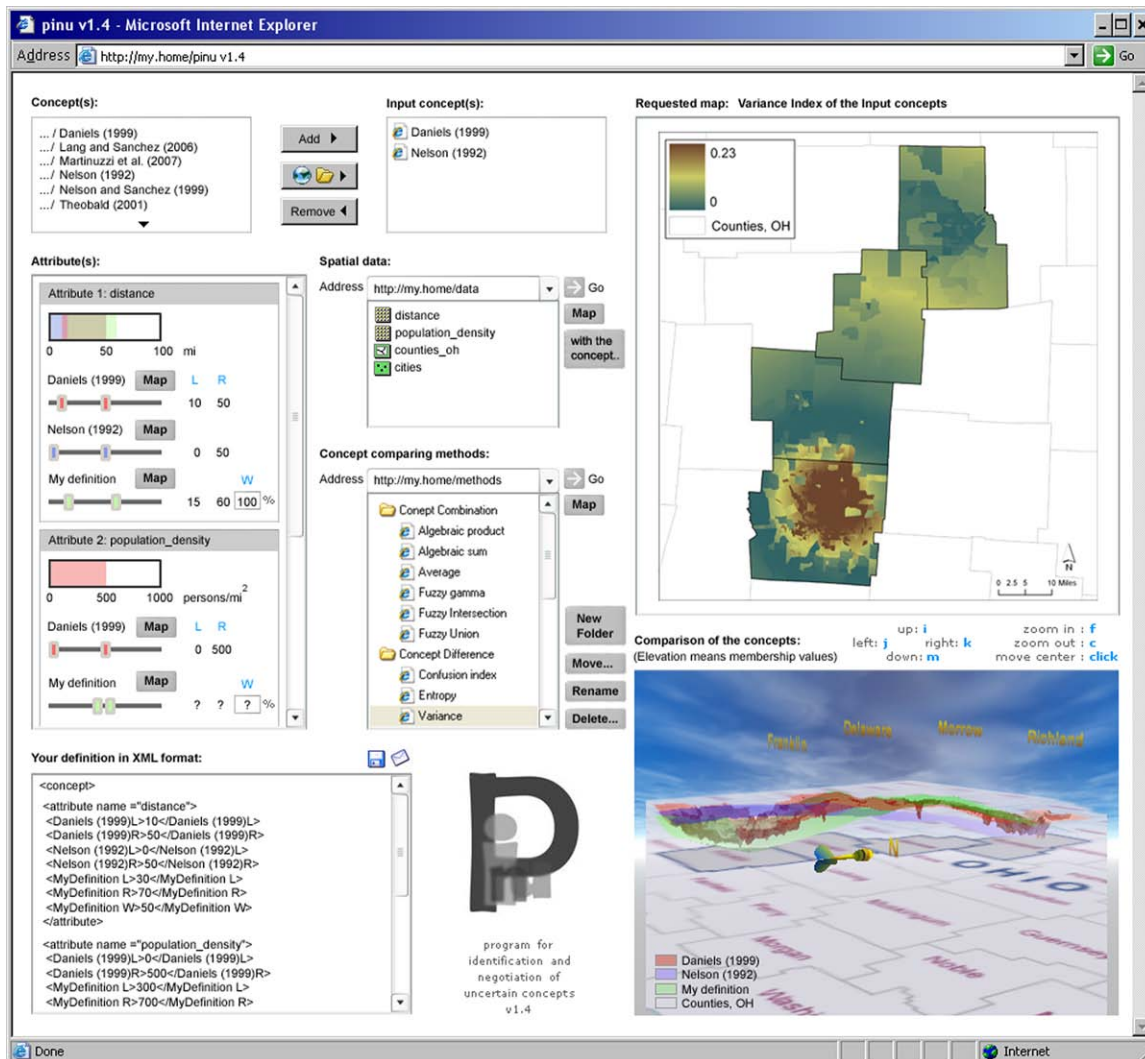 pinu v1.4 - Microsoft Internet Explorer
Address http://my.home/pinu v1.4 Go
Concept(s):
.../ Daniels (1999)
.../ Lang and Sanchez (2006)
.../ Martinuzzi et al. (2007)
.../ Nelson (1992)
.../ Nelson and Sanchez (1999)
.../ Theobald (2001)
Add
Remove
Input concept(s):
Daniels (1999)
Nelson (1992)
Requested map: Variance Index of the Input concepts
0.23
0
Counties, OH
N
0 2.5 5 10 Miles
Attribute(s):
Attribute 1: distance
0 50 100 mi
Daniels (1999) Map L R
10 50
Nelson (1992) Map
0 50
My definition Map W
15 60 100 %
Attribute 2: population_density
0 500 1000 persons/mi2
Daniels (1999) Map L R
0 500
My definition Map W
? ? ? %
Spatial data:
Address http://my.home/data Go
distance
population_density
counties_oh
cities
Map
with the
concept..
Concept comparing methods:
Address http://my.home/methods Go
Map
Conept Combination
Algebraic product
Algebraic sum
Average
Fuzzy gamma
Fuzzy Intersection
Fuzzy Union
Concept Difference
Confusion index
Entropy
Variance
New
Folder
Move...
Rename
Delete...
Comparison of the concepts:
(Elevation means membership values)
up: i zoom in : f
left: j right: k zoom out : c
down: m move center : click
Franklin Delaware Morrow Richland
N
OHIO
Perry
Muskingum
Morgan
Noble
Guernsey
Wash
Daniels (1999)
Nelson (1992)
My definition
Counties, OH
Your definition in XML format:
<concept>
<attribute name ="distance">
<Daniels (1999)L>10</Daniels (1999)L>
<Daniels (1999)R>50</Daniels (1999)R>
<Nelson (1992)L>0</Nelson (1992)L>
<Nelson (1992)R>50</Nelson (1992)R>
<MyDefinition L>30</MyDefinition L>
<MyDefinition R>70</MyDefinition R>
<MyDefinition W>50</MyDefinition W>
</attribute>
<attribute name ="population_density">
<Daniels (1999)L>0</Daniels (1999)L>
<Daniels (1999)R>500</Daniels (1999)R>
<MyDefinition L>300</MyDefinition L>
<MyDefinition R>700</MyDefinition R>
program for
identification and
negotiation of
uncertain concepts
v1.4
Done
Internet